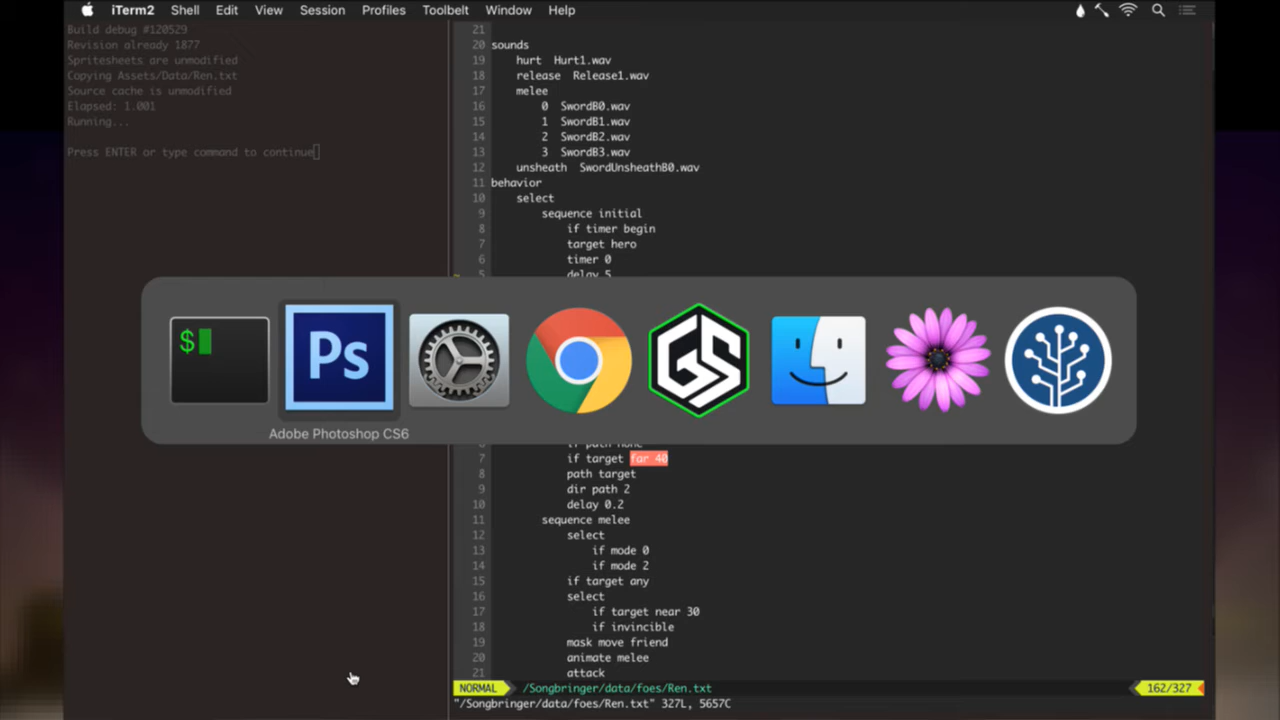 iTerm2 Shell Edit View Session Profiles Toolbelt Window Help
Build debug #120529
Revision already 1877
Spritesheets are unmodified
Copying Assets/Data/Ren.txt
Source cache is unmodified
Elapsed: 1.001
Running...
Press ENTER or type command to continue
21
20 sounds
19 hurt Hurt1.wav
18 release Release1.wav
17 melee
16 0 SwordB0.wav
15 1 SwordB1.wav
14 2 SwordB2.wav
13 3 SwordB3.wav
12 unsheath SwordUnsheathB0.wav
11 behavior
10 select
9 sequence initial
8 if timer begin
7 target hero
6 timer 0
5 delay 5
$
Ps
GS
Adobe Photoshop CS6
6 if path none
7 if target far 40
8 path target
9 dir path 2
10 delay 0.2
11 sequence melee
12 select
13 if mode 0
14 if mode 2
15 if target any
16 select
17 if target near 30
18 if invincible
19 mask move friend
20 animate melee
21 attack
NORMAL /Songbringer/data/foes/Ren.txt 162/327
"/Songbringer/data/foes/Ren.txt" 327L, 5657C